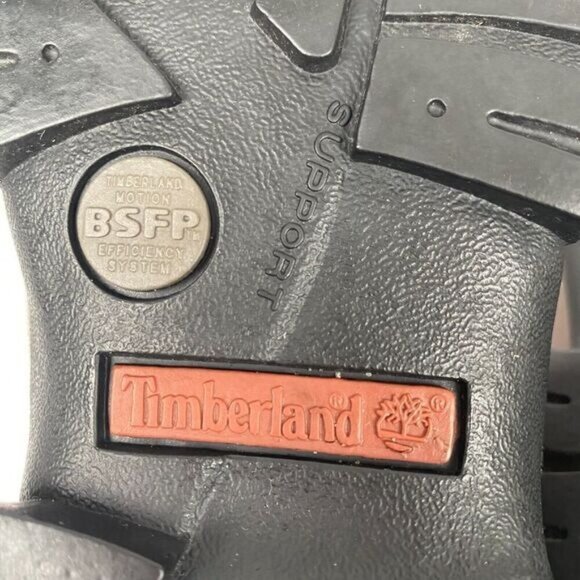 TIMBERLAND
MOTION
BSFP
EFFICIENCY
SYSTEM
SUPPORT
Timberland® ®